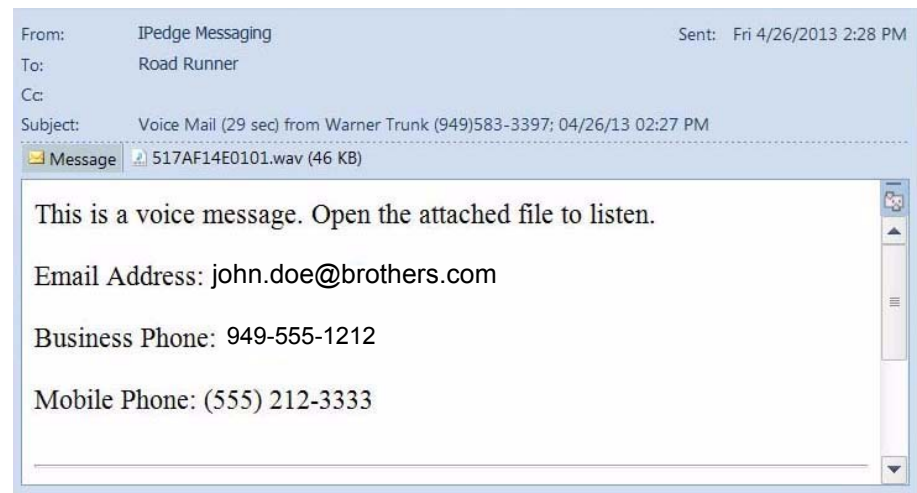 From: IPedge Messaging Sent: Fri 4/26/2013 2:28 PM
To: Road Runner
Cc:
Subject: Voice Mail (29 sec) from Warner Trunk (949)583-3397; 04/26/13 02:27 PM
Message 517AF14E0101.wav (46 KB)
This is a voice message. Open the attached file to listen.
Email Address: john.doe@brothers.com
Business Phone: 949-555-1212
Mobile Phone: (555) 212-3333